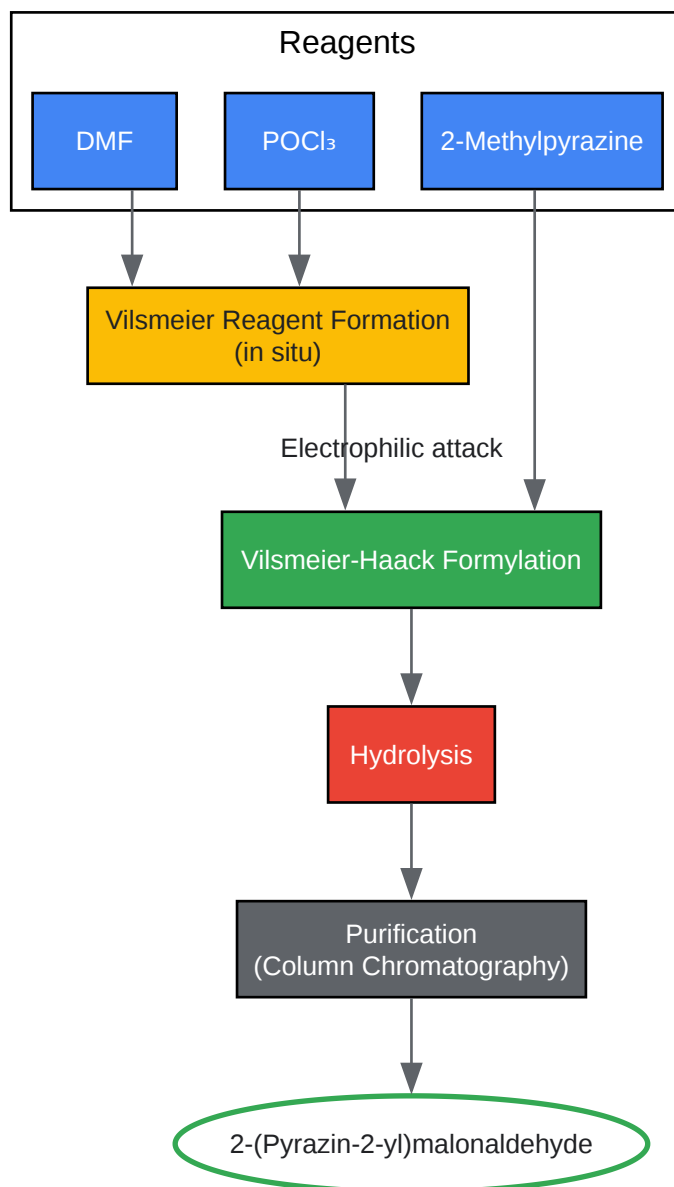 Reagents
DMF
POCl₃
2-Methylpyrazine
Vilsmeier Reagent Formation
(in situ)
Electrophilic attack
Vilsmeier-Haack Formylation
Hydrolysis
Purification
(Column Chromatography)
2-(Pyrazin-2-yl)malonaldehyde